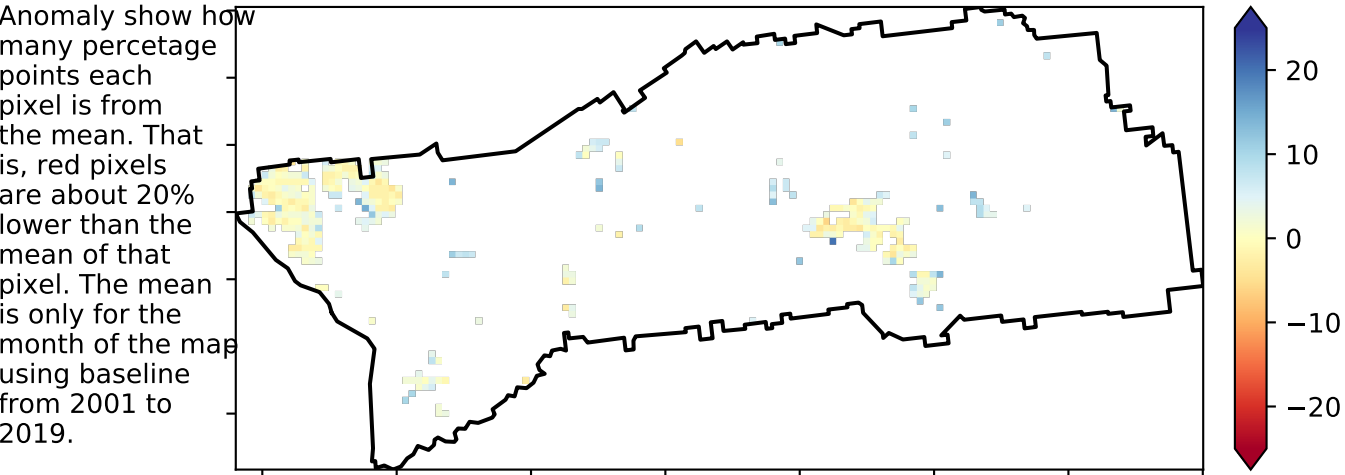 Anomaly show how
many percetage
points each
pixel is from
the mean. That
is, red pixels
are about 20%
lower than the
mean of that
pixel. The mean
is only for the
month of the map
using baseline
from 2001 to
2019.
20
10
0
−10
−20